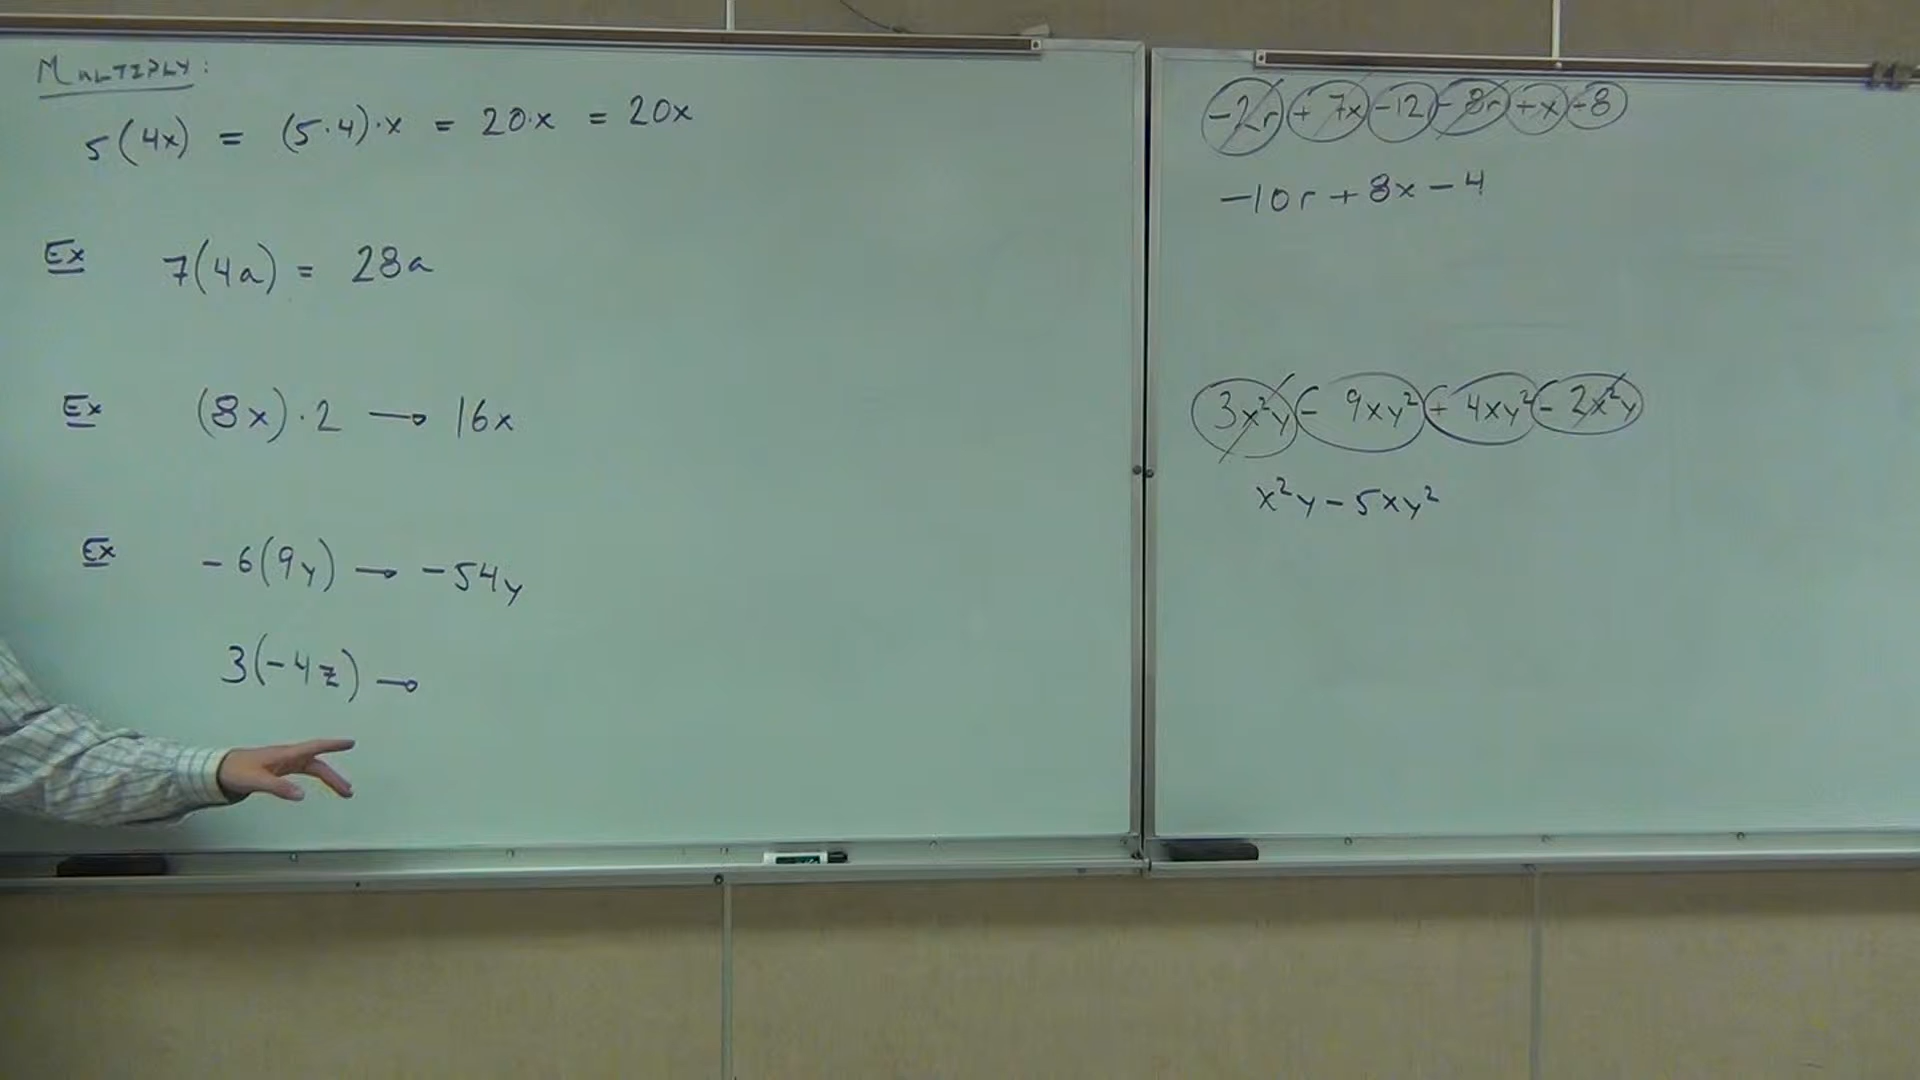 MULTIPLY:
5(4x) = (5·4)·x = 20·x = 20x
Ex 7(4a) = 28a
Ex (8x)·2 → 16x
Ex -6(9y) → -54y
3(-4z) →
-2r + 7x -12 - 8r +x +8
-10r + 8x - 4
3x²y - 9xy² + 4xy² - 2x²y
x²y - 5xy²